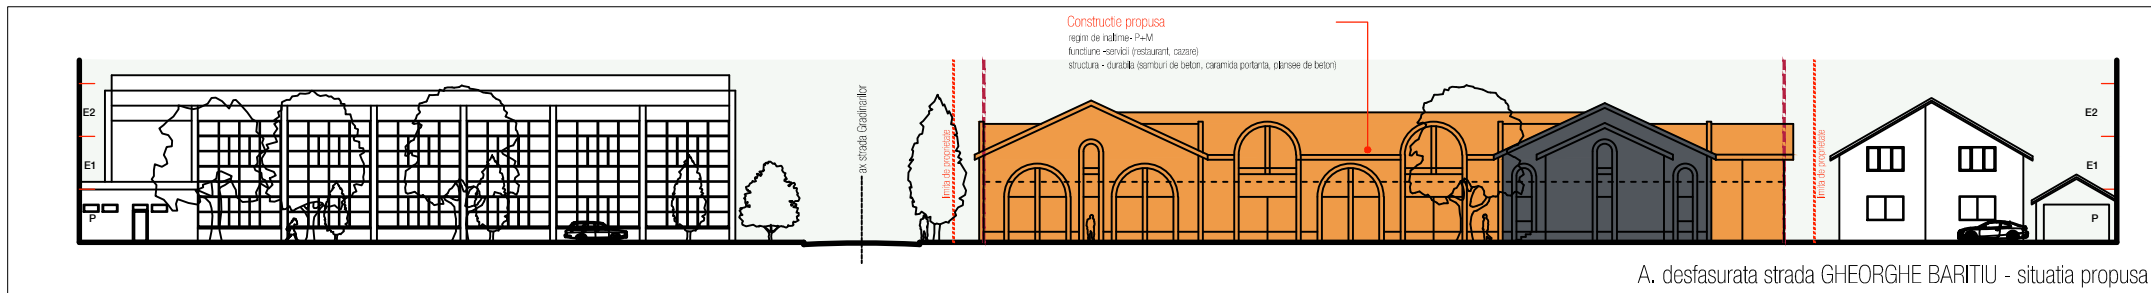 Constructie propusa
regim de inaltime- P+M
functiune -servicii (restaurant, cazare)
structura - durabila (samburi de beton, caramida portanta, plansee de beton)
E2
E1
P
ax strada Gradinarilor
limita de proprietate
limita de proprietate
E2
E1
P
A. desfasurata strada GHEORGHE BARITIU - situatia propusa